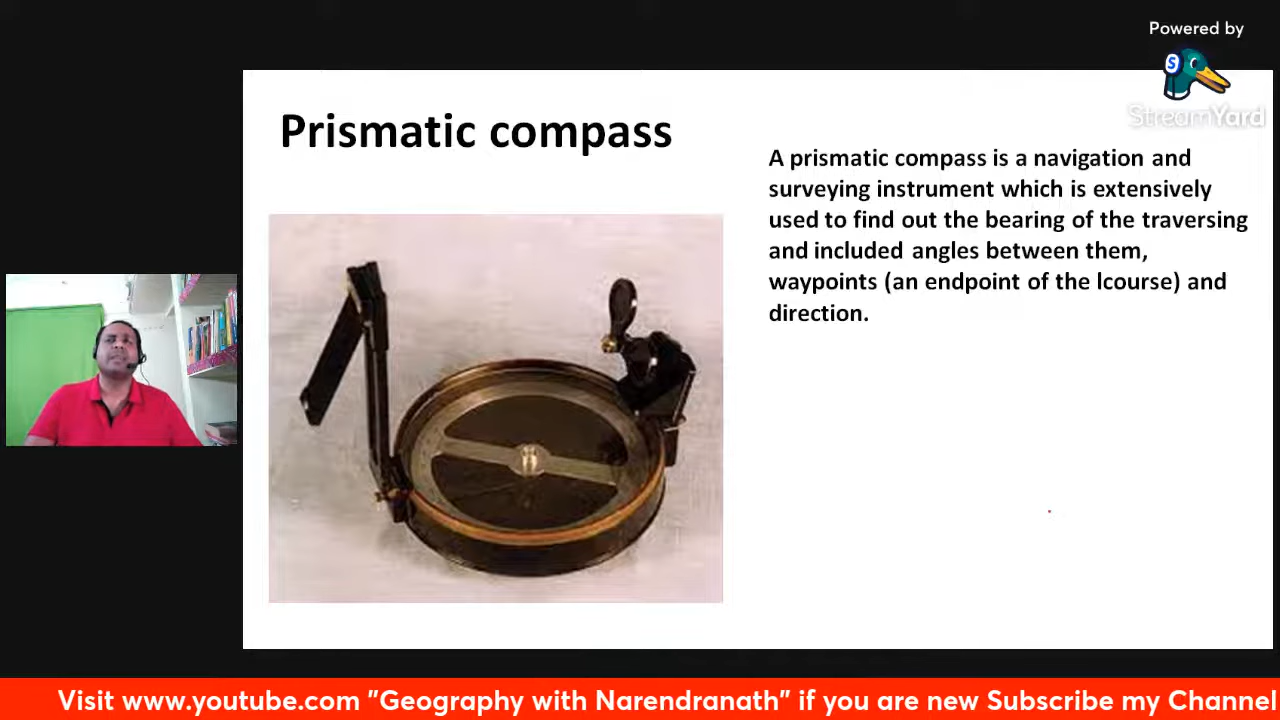 Powered by
StreamYard
Prismatic compass
A prismatic compass is a navigation and
surveying instrument which is extensively
used to find out the bearing of the traversing
and included angles between them,
waypoints (an endpoint of the lcourse) and
direction.
Visit www.youtube.com "Geography with Narendranath" if you are new Subscribe my Channel